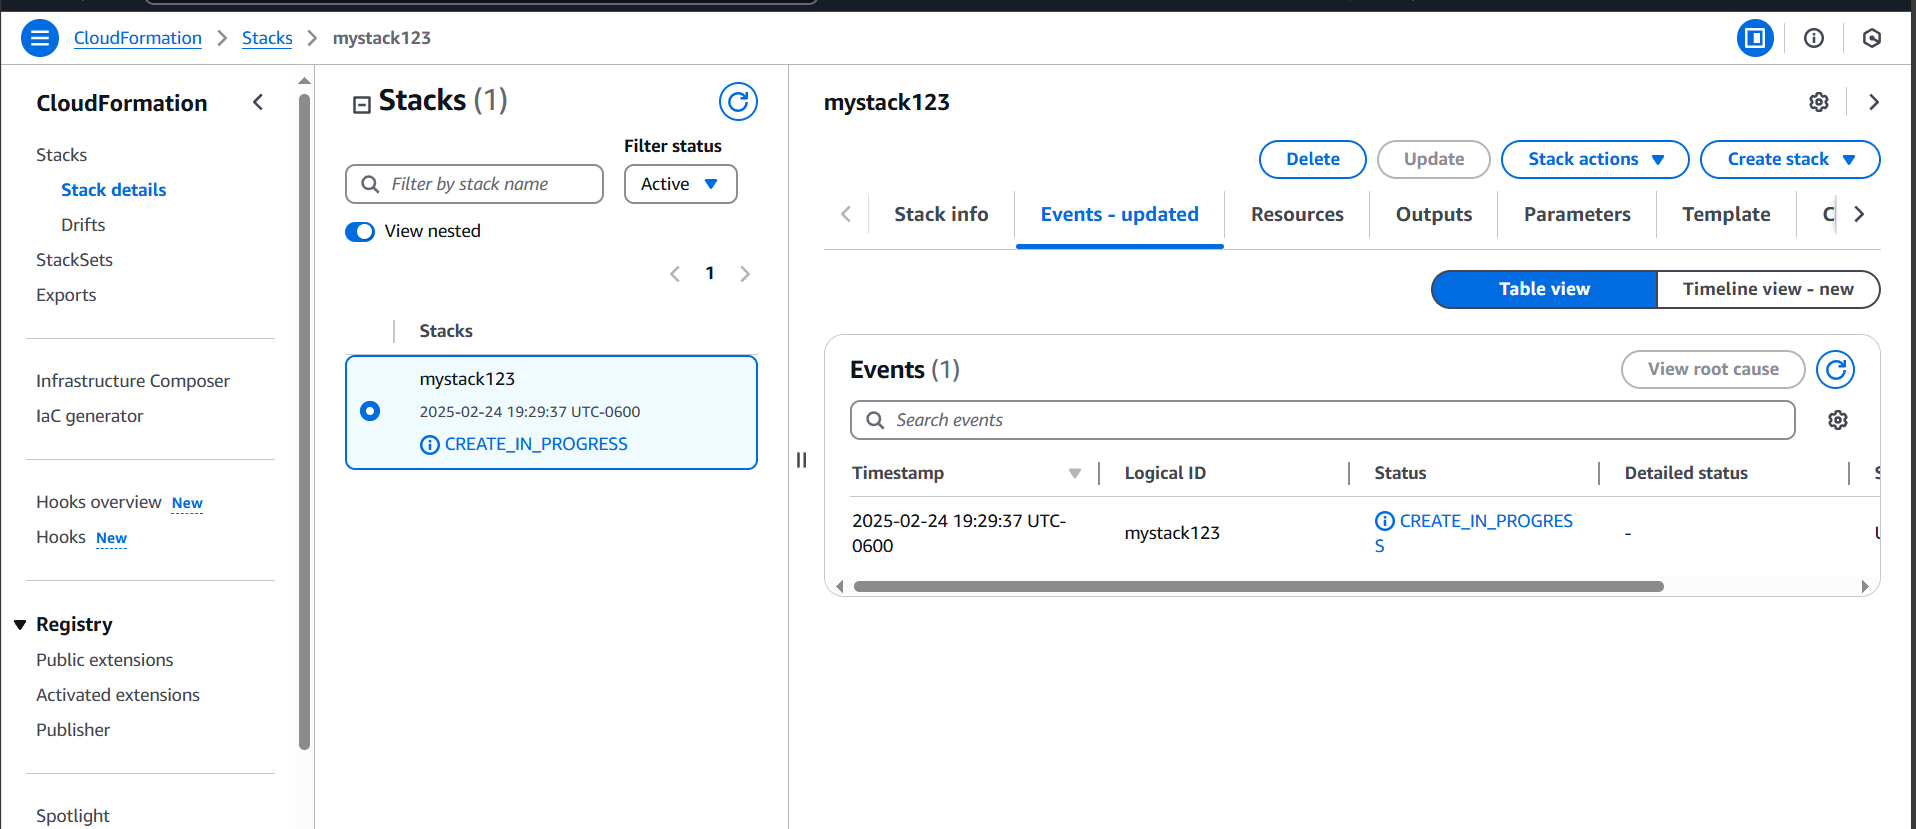 CloudFormation > Stacks > mystack123
CloudFormation
Stacks
Stack details
Drifts
StackSets
Exports
Infrastructure Composer
IaC generator
Hooks overview New
Hooks New
Registry
Public extensions
Activated extensions
Publisher
Spotlight
Stacks (1)
Filter status
Filter by stack name
Active
View nested
1
Stacks
mystack123
2025-02-24 19:29:37 UTC-0600
CREATE_IN_PROGRESS
mystack123
Delete Update Stack actions Create stack
Stack info Events - updated Resources Outputs Parameters Template
Table view Timeline view - new
Events (1)
View root cause
Search events
Timestamp Logical ID Status Detailed status
2025-02-24 19:29:37 UTC-
0600
mystack123
CREATE_IN_PROGRES
S
-